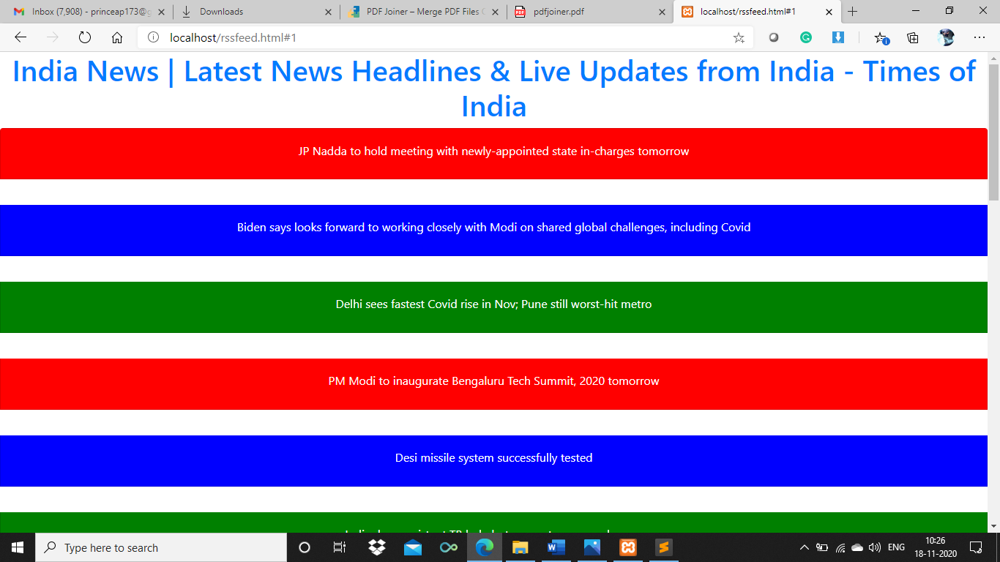 Inbox (7,908) - princeap173@g
Downloads
PDF Joiner – Merge PDF Files
pdfjoiner.pdf
localhost/rssfeed.html#1
localhost/rssfeed.html#1
India News | Latest News Headlines & Live Updates from India - Times of
India
JP Nadda to hold meeting with newly-appointed state in-charges tomorrow
Biden says looks forward to working closely with Modi on shared global challenges, including Covid
Delhi sees fastest Covid rise in Nov; Pune still worst-hit metro
PM Modi to inaugurate Bengaluru Tech Summit, 2020 tomorrow
Desi missile system successfully tested
Type here to search
ENG
10:26
18-11-2020